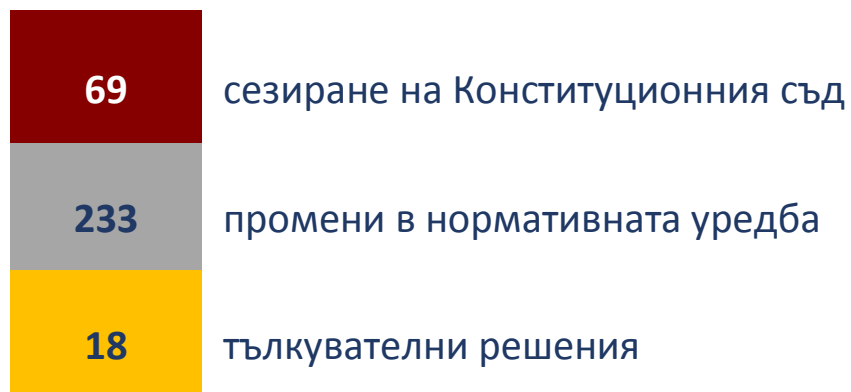 69 сезиране на Конституционния съд
233 промени в нормативната уредба
18 тълкувателни решения